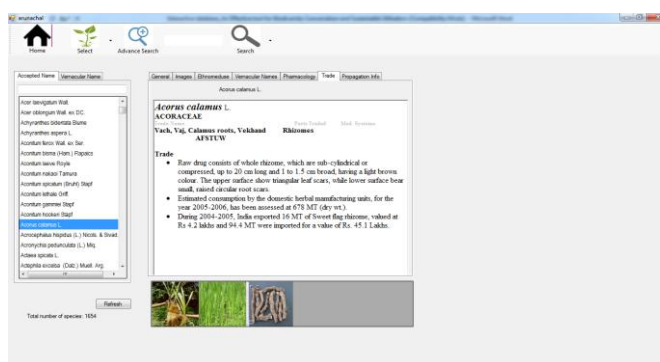 arunachal
Home
Select
Advance Search
Search
Accepted Name
Vernacular Name
Acer laevigatum Wall.
Acer oblongum Wall. ex DC.
Achyranthes bidentata Blume
Achyranthes aspera L.
Aconitum ferox Wall. ex Ser.
Aconitum laeve Royle
Aconitum nakaoi Tamura
Aconitum spicatum (Bruhl) Stapf
Aconitum lethale Griff.
Aconitum gammiei Stapf
Aconitum hookeri Stapf
Acorus calamus L.
Acrocephalus hispidus (L.) Nicols. & Sivad.
Acronychia pedunculata (L.) Miq.
Actaea spicata L.
Refresh
Total number of species: 1654
General
Images
Ethnomeduse
Vernacular Names
Pharmacology
Trade
Propagation Info
Acorus calamus L.
Acorus calamus L.
ACORACEAE
Trade Name Parts Traded Med. Systems
Vach, Vaj, Calamus roots, Vekhand Rhizomes
AFSTUW
Trade
• Raw drug consists of whole rhizome, which are sub-cylindrical or
compressed, up to 20 cm long and 1 to 1.5 cm broad, having a light brown
colour. The upper surface show triangular leaf scars, while lower surface bear
small, raised circular root scars.
• Estimated consumption by the domestic herbal manufacturing units, for the
year 2005-2006, has been assessed at 678 MT (dry wt.).
• During 2004-2005, India exported 16 MT of Sweet flag rhizome, valued at
Rs 4.2 lakhs and 94.4 MT were imported for a value of Rs. 45.1 Lakhs.